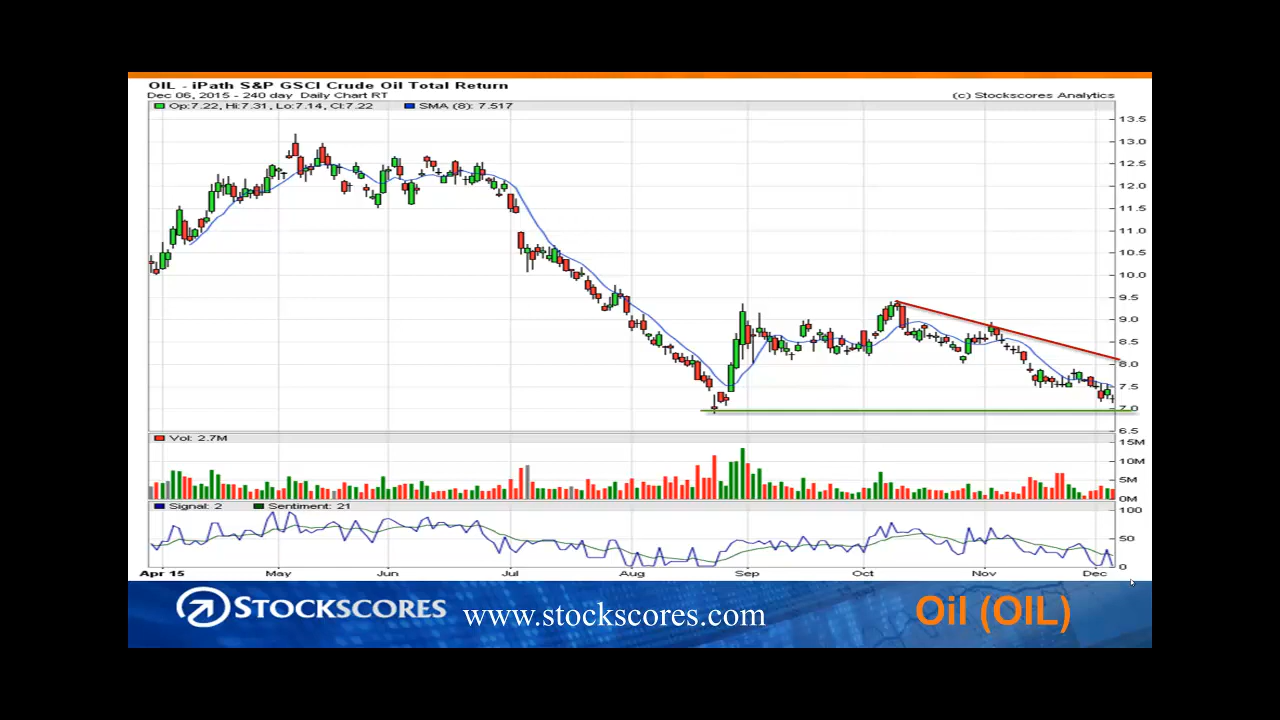 OIL - iPath S&P GSCI Crude Oil Total Return
Dec 06, 2015 - 240 day Daily Chart RT
(c) Stockscores Analytics
Op:7.22, Hi:7.31, Lo:7.14, Cl:7.22
SMA (8): 7.517
13.5
13.0
12.5
12.0
11.5
11.0
10.5
10.0
9.5
9.0
8.5
8.0
7.5
7.0
6.5
Vol: 2.7M
15M
10M
5M
0M
Signal: 2
Sentiment: 21
100
50
0
Apr 15 May Jun Jul Aug Sep Oct Nov Dec
STOCKSCORES
www.stockscores.com
Oil (OIL)